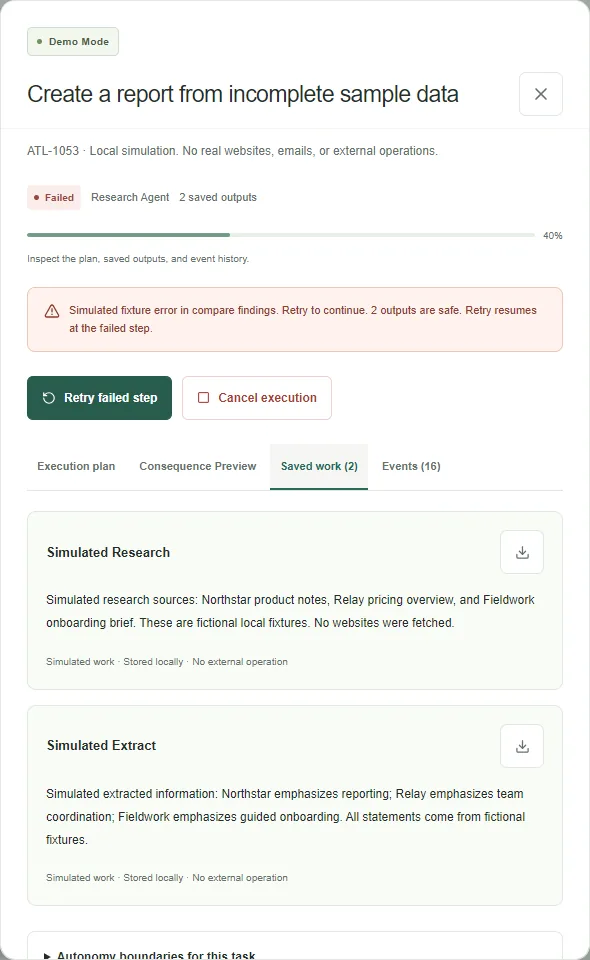 Demo Mode
Create a report from incomplete sample data
ATL-1053 · Local simulation. No real websites, emails, or external operations.
Failed Research Agent 2 saved outputs
40%
Inspect the plan, saved outputs, and event history.
Simulated fixture error in compare findings. Retry to continue. 2 outputs are safe. Retry resumes
at the failed step.
Retry failed step Cancel execution
Execution plan Consequence Preview Saved work (2) Events (16)
Simulated Research
Simulated research sources: Northstar product notes, Relay pricing overview, and Fieldwork
onboarding brief. These are fictional local fixtures. No websites were fetched.
Simulated work · Stored locally · No external operation
Simulated Extract
Simulated extracted information: Northstar emphasizes reporting; Relay emphasizes team
coordination; Fieldwork emphasizes guided onboarding. All statements come from fictional
fixtures.
Simulated work · Stored locally · No external operation
Autonomy boundaries for this task